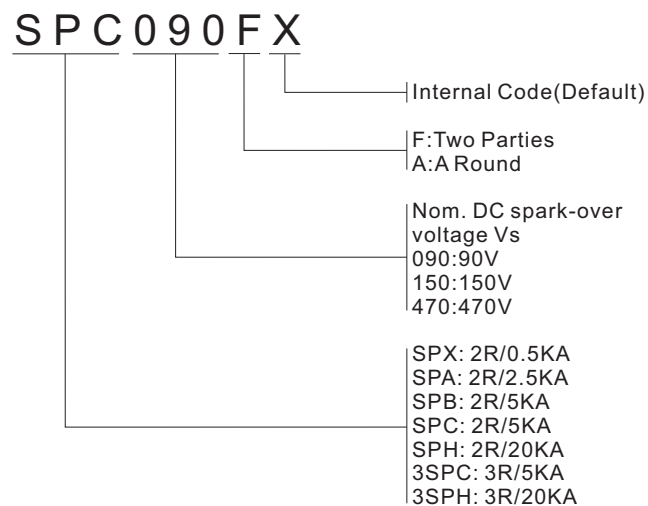 SPC090FX
Internal Code(Default)
F:Two Parties
A:A Round
Nom. DC spark-over
voltage Vs
090:90V
150:150V
470:470V
SPX: 2R/0.5KA
SPA: 2R/2.5KA
SPB: 2R/5KA
SPC: 2R/5KA
SPH: 2R/20KA
3SPC: 3R/5KA
3SPH: 3R/20KA